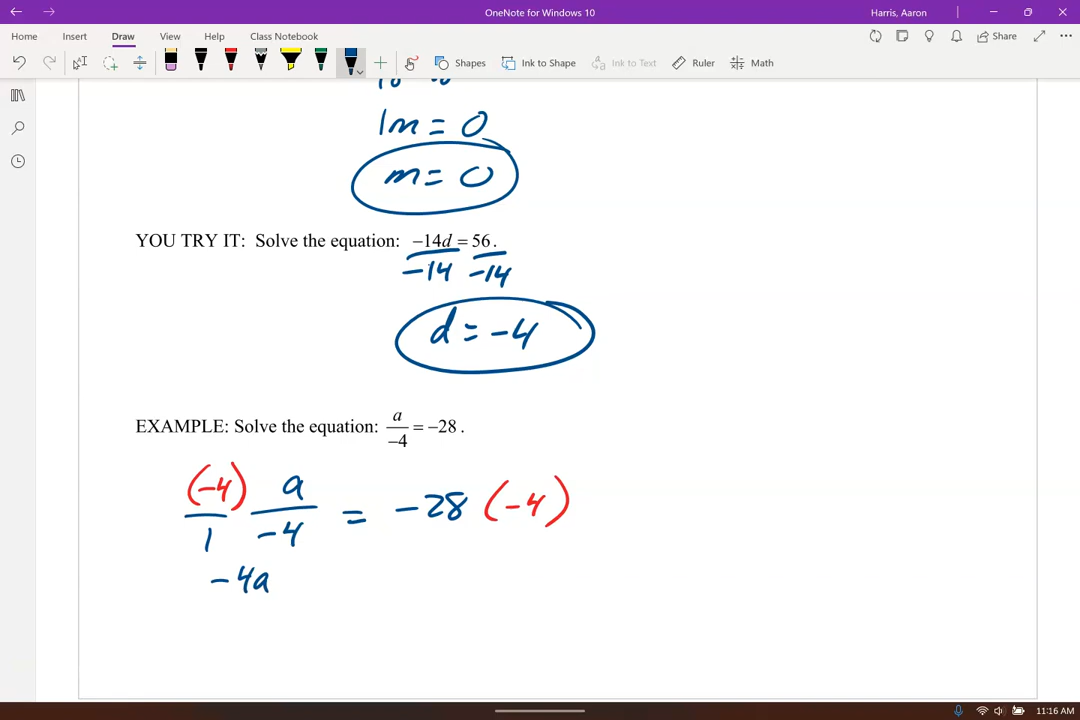 OneNote for Windows 10
Harris, Aaron
Home Insert Draw View Help Class Notebook
Share
Shapes Ink to Shape Ink to Text Ruler Math
1m = 0
m = 0
YOU TRY IT: Solve the equation: −14d = 56.
−14 −14
d = −4
EXAMPLE: Solve the equation: a/−4 = −28.
(−4)/1 a/−4 = −28 (−4)
−4a
11:16 AM